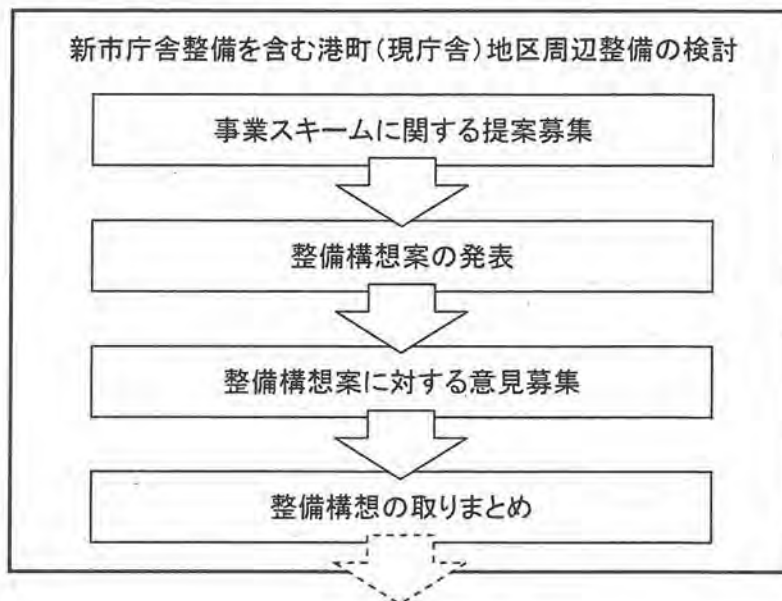 新市庁舎整備を含む港町(現庁舎)地区周辺整備の検討
事業スキームに関する提案募集
整備構想案の発表
整備構想案に対する意見募集
整備構想の取りまとめ